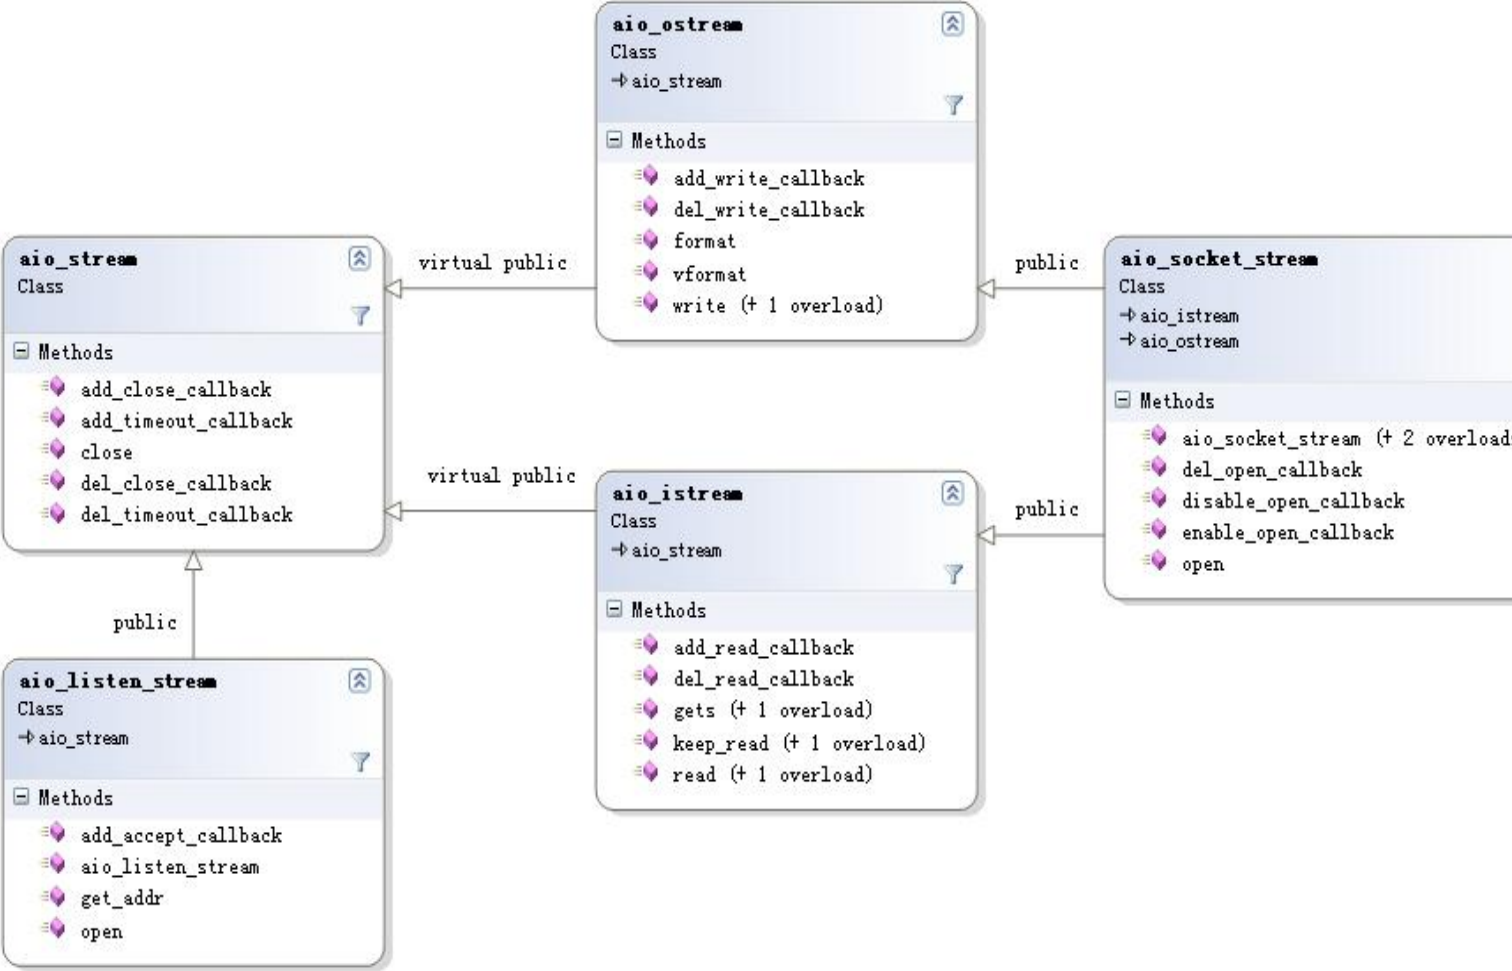 aio_ostream
Class
aio_stream
Methods
add_write_callback
del_write_callback
format
vformat
write (+ 1 overload)
virtual public
public
aio_stream
Class
Methods
add_close_callback
add_timeout_callback
close
del_close_callback
del_timeout_callback
aio_socket_stream
Class
aio_istream
aio_ostream
Methods
aio_socket_stream (+ 2 overload
del_open_callback
disable_open_callback
enable_open_callback
open
virtual public
public
aio_istream
Class
aio_stream
Methods
add_read_callback
del_read_callback
gets (+ 1 overload)
keep_read (+ 1 overload)
read (+ 1 overload)
public
aio_listen_stream
Class
aio_stream
Methods
add_accept_callback
aio_listen_stream
get_addr
open